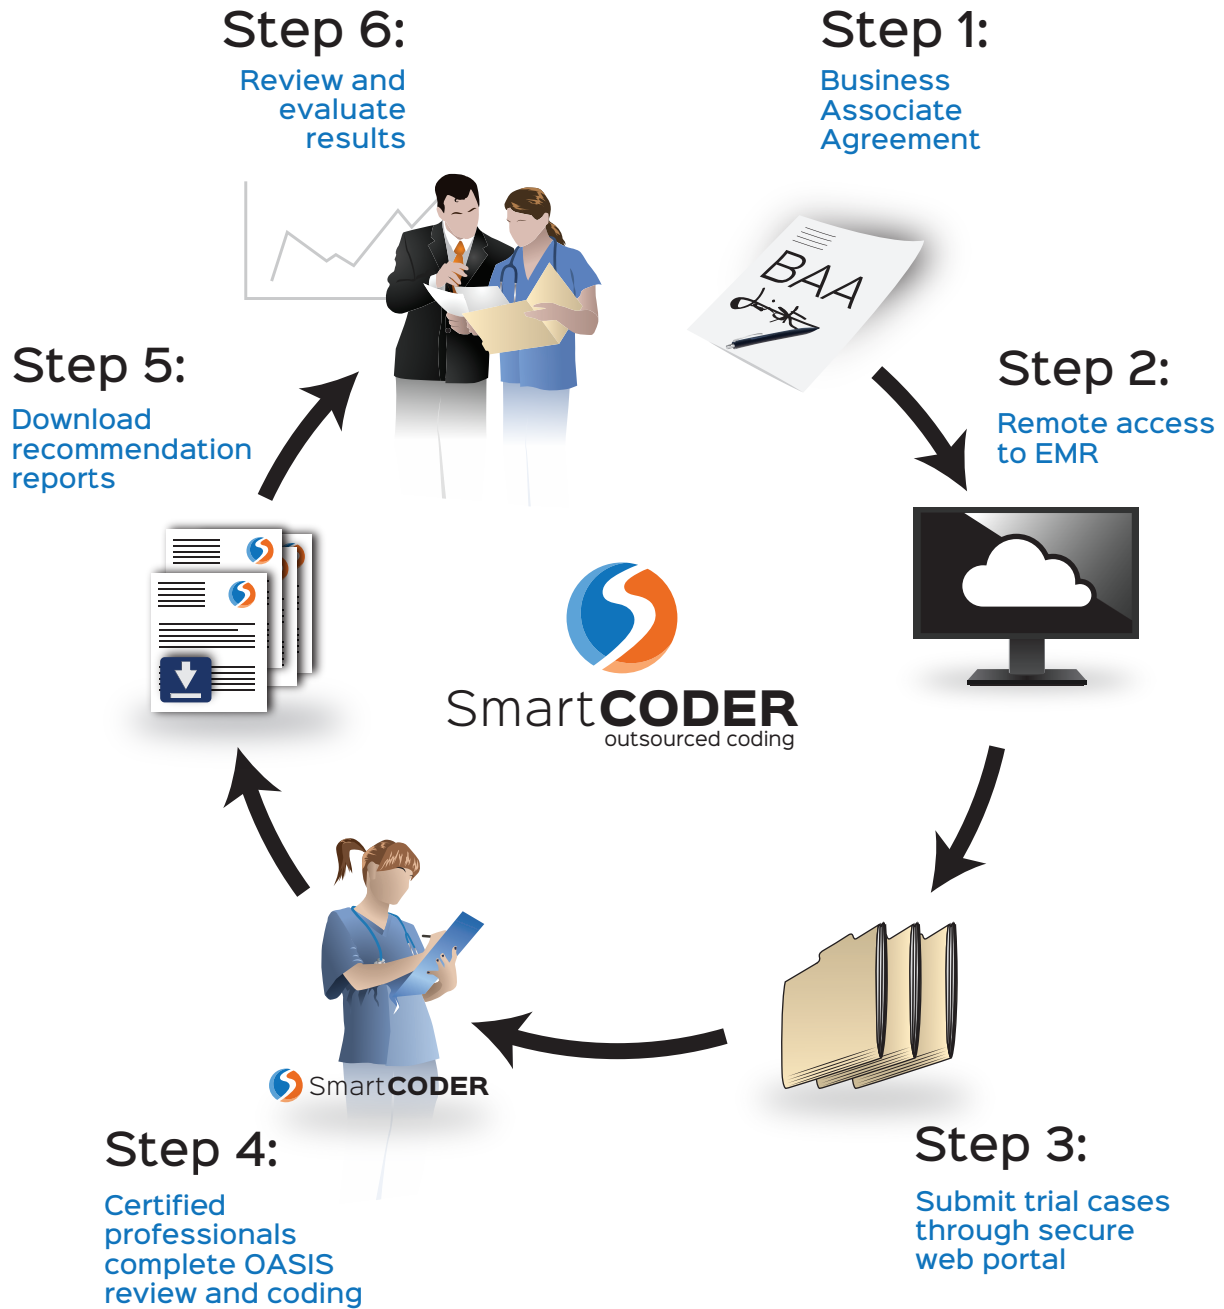 Step 1:
Business
Associate
Agreement
BAA
Step 2:
Remote access
to EMR
Step 3:
Submit trial cases
through secure
web portal
SmartCODER
Step 4:
Certified
professionals
complete OASIS
review and coding
Step 5:
Download
recommendation
reports
Step 6:
Review and
evaluate
results
SmartCODER
outsourced coding